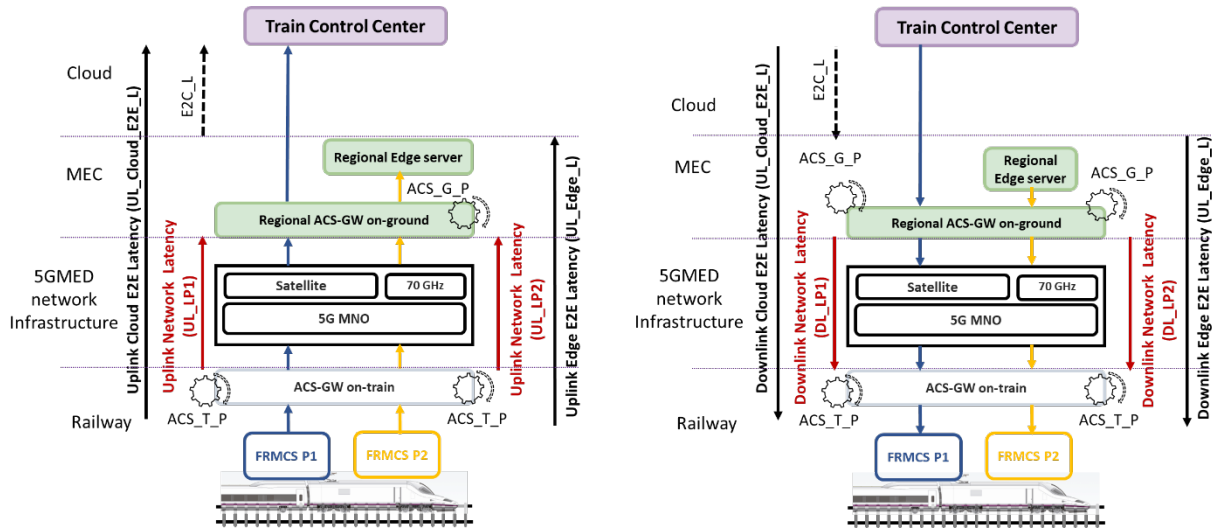 Train Control Center
Cloud
E2C_L
Uplink Cloud E2E Latency (UL_Cloud_E2E_L)
MEC
Regional Edge server
ACS_G_P
Regional ACS-GW on-ground
Uplink Network Latency
(UL_LP1)
Uplink Network Latency
(UL_LP2)
Uplink Edge E2E Latency (UL_Edge_L)
5GMED
network
Infrastructure
Satellite
70 GHz
5G MNO
ACS-GW on-train
ACS_T_P
ACS_T_P
Railway
FRMCS P1
FRMCS P2
Train Control Center
Cloud
E2C_L
Downlink Cloud E2E Latency (UL_Cloud_E2E_L)
MEC
ACS_G_P
Regional
Edge server
ACS_G_P
Regional ACS-GW on-ground
Downlink Network Latency
(DL_LP1)
Downlink Network Latency
(DL_LP2)
Downlink Edge E2E Latency (UL_Edge_L)
5GMED
network
Infrastructure
Satellite
70 GHz
5G MNO
ACS-GW on-train
ACS_T_P
ACS_T_P
Railway
FRMCS P1
FRMCS P2